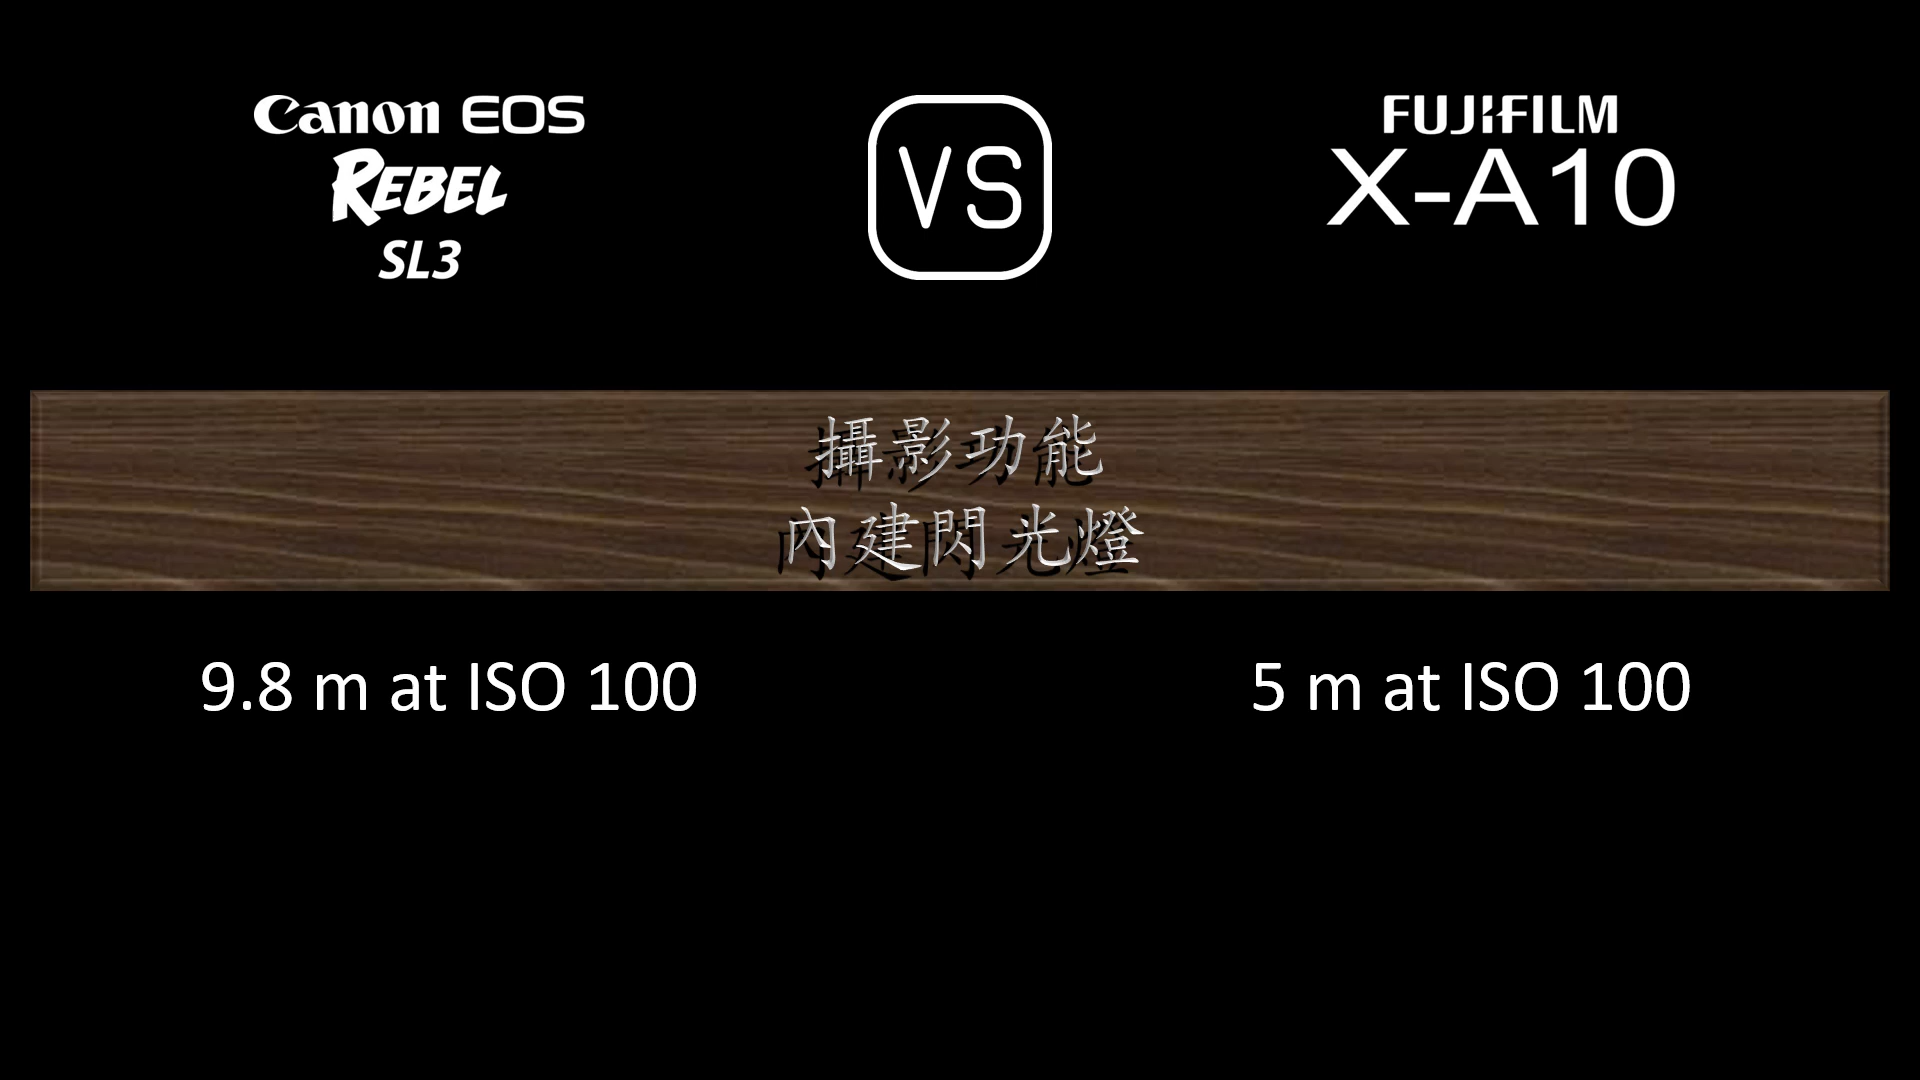 Canon EOS
REBEL
SL3
VS
FUJIFILM
X-A10
攝影功能
內建閃光燈
9.8 m at ISO 100
5 m at ISO 100